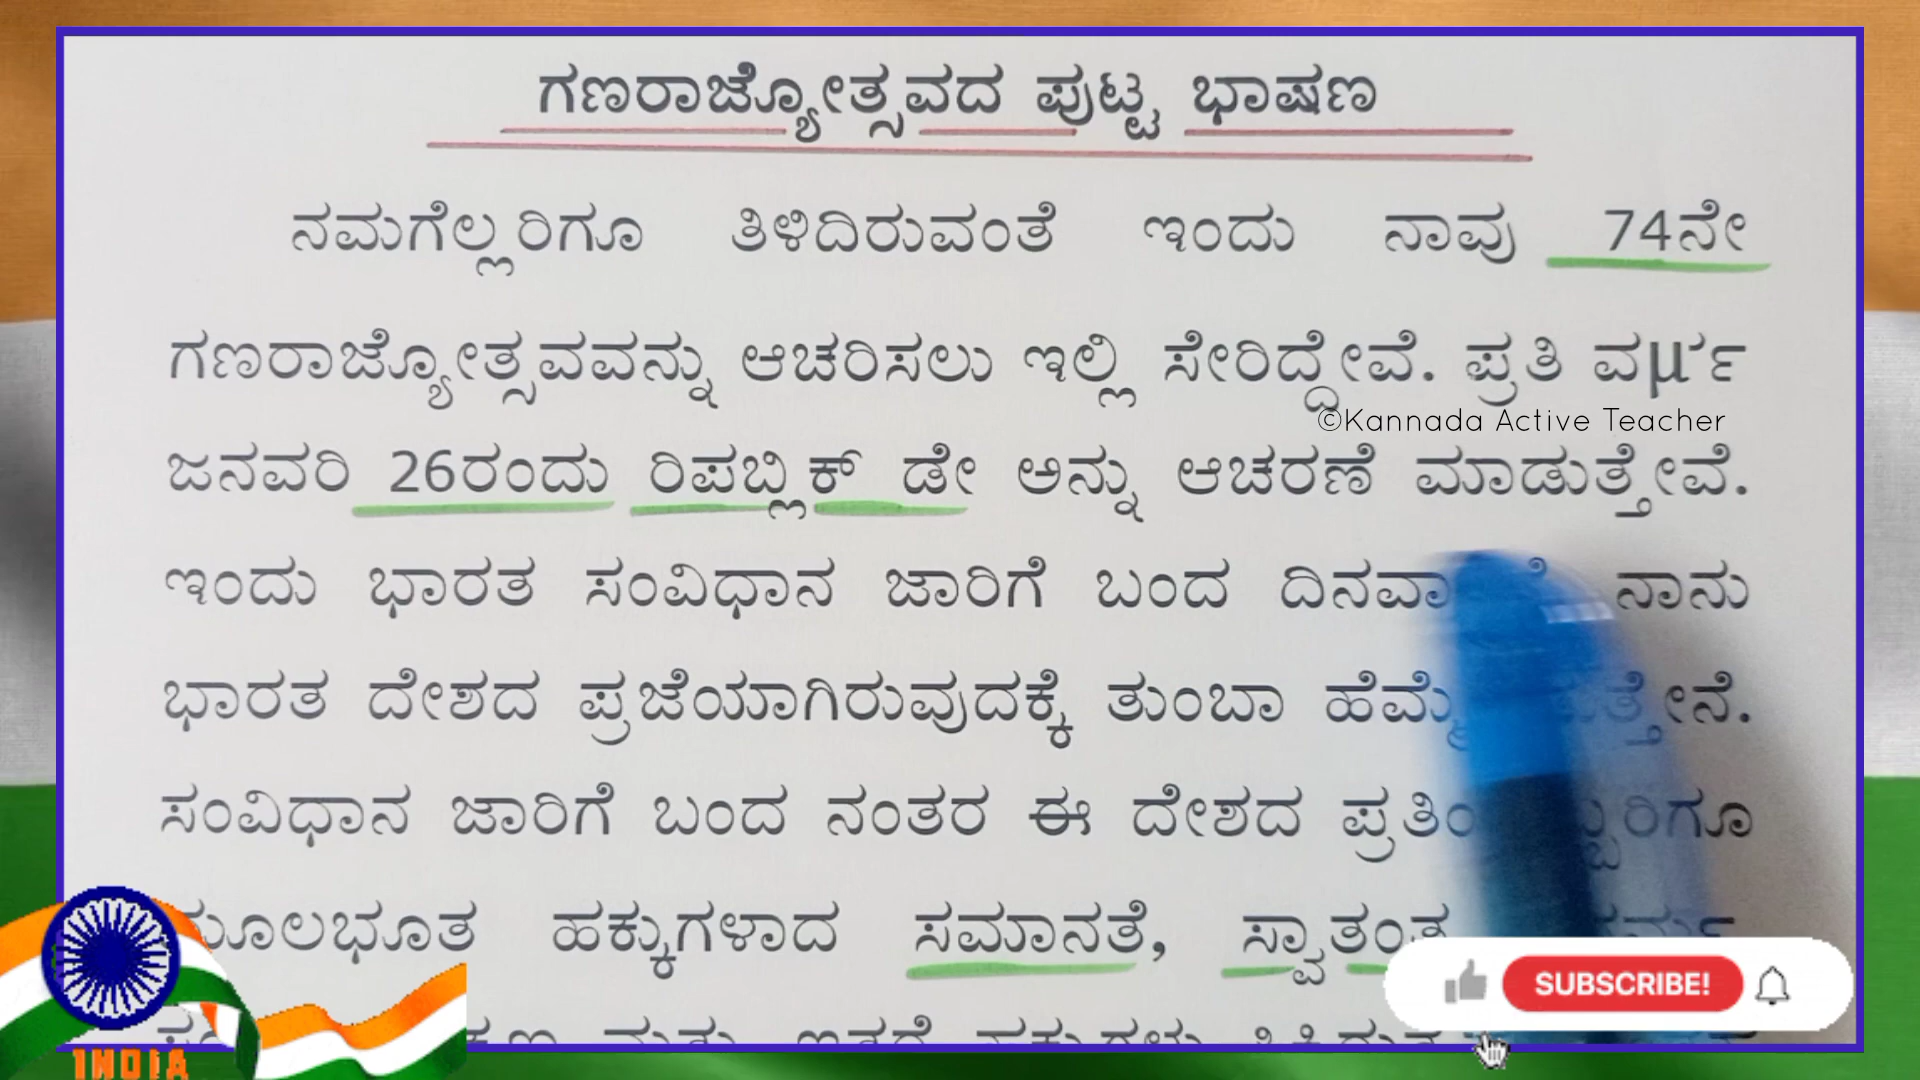 ಗಣರಾಜ್ಯೋತ್ಸವದ ಪುಟ್ಟ ಭಾಷಣ
ನಮಗೆಲ್ಲರಿಗೂ ತಿಳಿದಿರುವಂತೆ ಇಂದು ನಾವು 74ನೇ
ಗಣರಾಜ್ಯೋತ್ಸವವನ್ನು ಆಚರಿಸಲು ಇಲ್ಲಿ ಸೇರಿದ್ದೇವೆ. ಪ್ರತಿ
©Kannada Active Teacher
ಜನವರಿ 26ರಂದು ರಿಪಬ್ಲಿಕ್ ಡೇ ಅನ್ನು ಆಚರಣೆ ಮಾಡುತ್ತೇವೆ.
ಇಂದು ಭಾರತ ಸಂವಿಧಾನ ಜಾರಿಗೆ ಬಂದ ನಾನು
ಭಾರತ ದೇಶದ ಪ್ರಜೆಯಾಗಿರುವುದಕ್ಕೆ ತುಂಬಾ
ಸಂವಿಧಾನ ಜಾರಿಗೆ ಬಂದ ನಂತರ ಈ ದೇಶದ
ಮೂಲಭೂತ ಹಕ್ಕುಗಳಾದ ಸಮಾನತೆ,
SUBSCRIBE!
INDIA